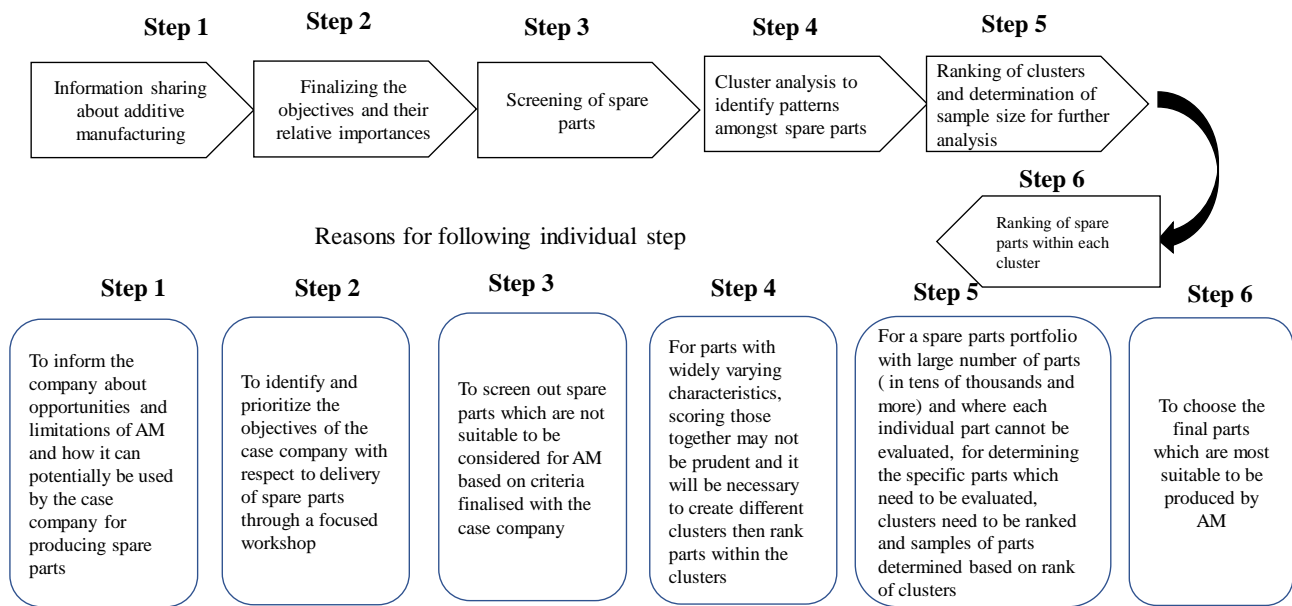 Step 1
Step 2
Step 3
Step 4
Step 5
Information sharing
about additive
manufacturing
Finalizing the
objectives and their
relative importances
Screening of spare
parts
Cluster analysis to
identify patterns
amongst spare parts
Ranking of clusters
and determination of
sample size for further
analysis
Step 6
Ranking of spare
parts within each
cluster
Reasons for following individual step
Step 1
Step 2
Step 3
Step 4
Step 5
Step 6
To inform the
company about
opportunities and
limitations of AM
and how it can
potentially be used
by the case
company for
producing spare
parts
To identify and
prioritize the
objectives of the
case company with
respect to delivery
of spare parts
through a focused
workshop
To screen out spare
parts which are not
suitable to be
considered for AM
based on criteria
finalised with the
case company
For parts with
widely varying
characteristics,
scoring those
together may not
be prudent and it
will be necessary
to create different
clusters then rank
parts within the
clusters
For a spare parts portfolio
with large number of parts
( in tens of thousands and
more) and where each
individual part cannot be
evaluated, for determining
the specific parts which
need to be evaluated,
clusters need to be ranked
and samples of parts
determined based on rank
of clusters
To choose the
final parts
which are most
suitable to be
produced by
AM